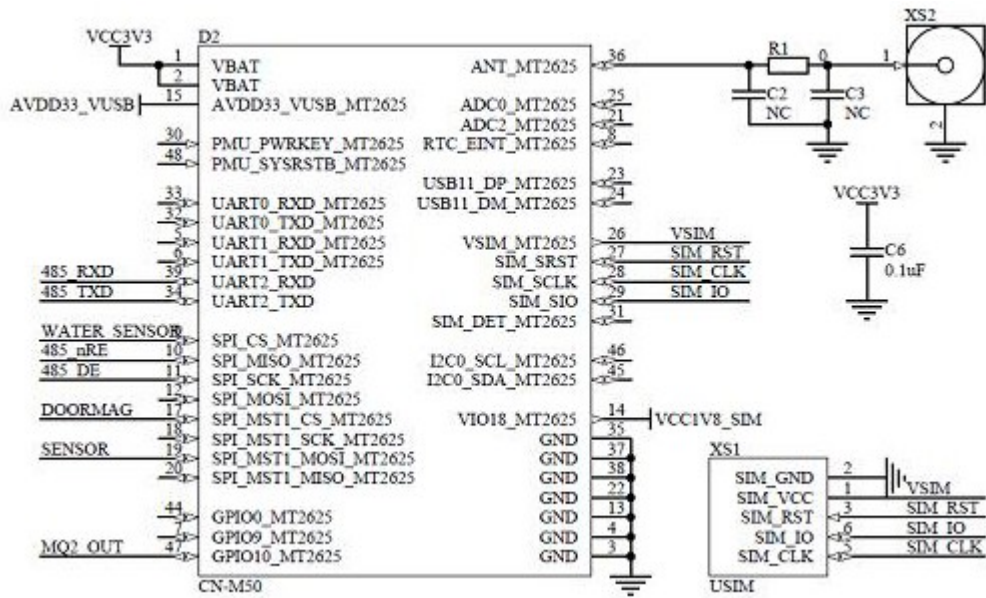 D2
VCC3V3
1 VBAT
2 VBAT
AVDD33_VUSB 15 AVDD33_VUSB_MT2625
30 PMU_PWRKEY_MT2625
48 PMU_SYSRSTB_MT2625
33 UART0_RXD_MT2625
32 UART0_TXD_MT2625
5 UART1_RXD_MT2625
6 UART1_TXD_MT2625
485_RXD 39 UART2_RXD
485_TXD 34 UART2_TXD
WATER_SENSOR 9 SPI_CS_MT2625
485_nRE 10 SPI_MISO_MT2625
485_DE 11 SPI_SCK_MT2625
12 SPI_MOSI_MT2625
DOORMAG 17 SPI_MST1_CS_MT2625
18 SPI_MST1_SCK_MT2625
SENSOR 19 SPI_MST1_MOSI_MT2625
20 SPI_MST1_MISO_MT2625
44 GPIO0_MT2625
7 GPIO9_MT2625
MQ2_OUT 47 GPIO10_MT2625
CN-M50
ANT_MT2625 36
ADC0_MT2625 25
ADC2_MT2625 21
RTC_EINT_MT2625 8
USB11_DP_MT2625 23
USB11_DM_MT2625 24
VSIM_MT2625 26 VSIM
SIM_SRST 27 SIM_RST
SIM_SCLK 28 SIM_CLK
SIM_SIO 29 SIM_IO
SIM_DET_MT2625 31
I2C0_SCL_MT2625 46
I2C0_SDA_MT2625 45
VIO18_MT2625 14 VCC1V8_SIM
GND 35
GND 37
GND 38
GND 22
GND 13
GND 4
GND 3
R1 0
C2
NC
C3
NC
XS2
1
2
VCC3V3
C6
0.1uF
XS1
SIM_GND 2
SIM_VCC 1 VSIM
SIM_RST 3 SIM_RST
SIM_IO 6 SIM_IO
SIM_CLK 5 SIM_CLK
USIM